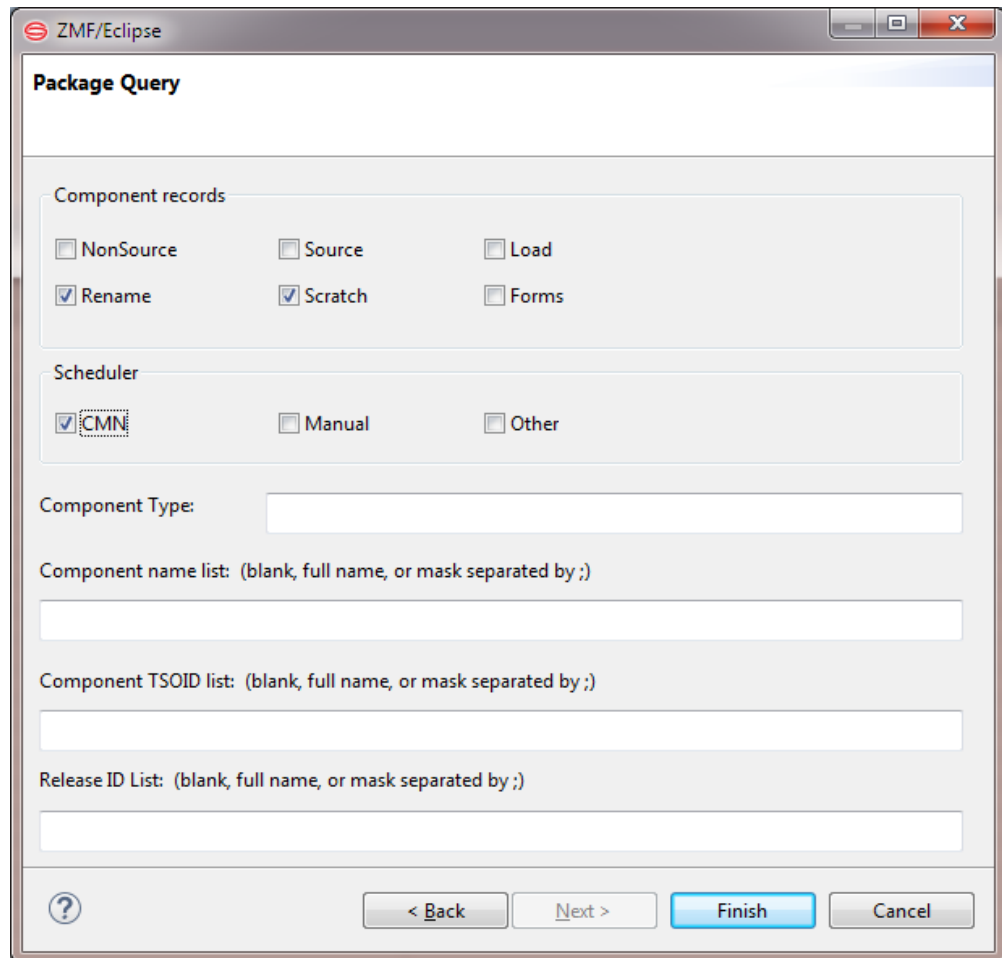 ZMF/Eclipse
Package Query
Component records
NonSource Source Load
Rename Scratch Forms
Scheduler
CMN Manual Other
Component Type:
Component name list: (blank, full name, or mask separated by ;)
Component TSOID list: (blank, full name, or mask separated by ;)
Release ID List: (blank, full name, or mask separated by ;)
? < Back Next > Finish Cancel